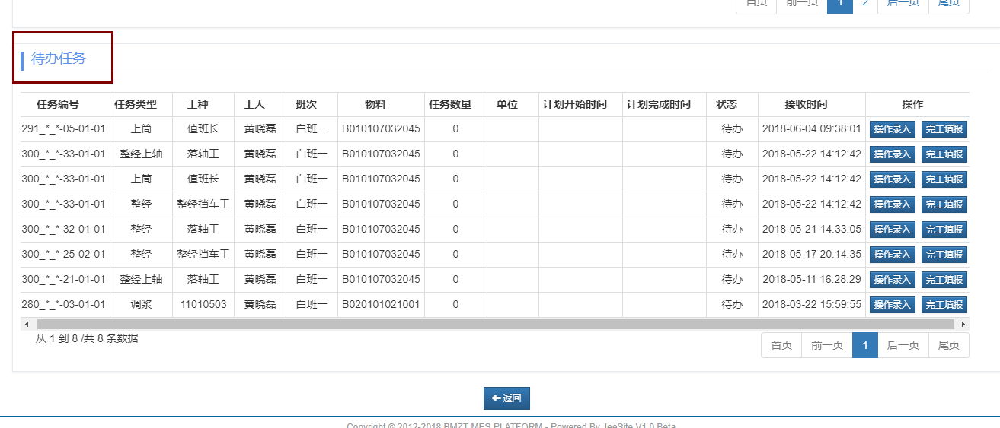 首页 前一页 1 2 后一页 尾页
待办任务
任务编号 任务类型 工种 工人 班次 物料 任务数量 单位 计划开始时间 计划完成时间 状态 接收时间 操作
291_*_*-05-01-01 上筒 值班长 黄晓磊 白班一 B010107032045 0 待办 2018-06-04 09:38:01 操作录入 完工填报
300_*_*-33-01-01 整经上轴 落轴工 黄晓磊 白班一 B010107032045 0 待办 2018-05-22 14:12:42 操作录入 完工填报
300_*_*-33-01-01 上筒 值班长 黄晓磊 白班一 B010107032045 0 待办 2018-05-22 14:12:42 操作录入 完工填报
300_*_*-33-01-01 整经 整经挡车工 黄晓磊 白班一 B010107032045 0 待办 2018-05-22 14:12:42 操作录入 完工填报
300_*_*-32-01-01 整经 落轴工 黄晓磊 白班一 B010107032045 0 待办 2018-05-21 14:33:05 操作录入 完工填报
300_*_*-25-02-01 整经 整经挡车工 黄晓磊 白班一 B010107032045 0 待办 2018-05-17 20:14:35 操作录入 完工填报
300_*_*-21-01-01 整经上轴 落轴工 黄晓磊 白班一 B010107032045 0 待办 2018-05-11 16:28:29 操作录入 完工填报
280_*_*-03-01-01 调浆 11010503 黄晓磊 白班一 B020101021001 0 待办 2018-03-22 15:59:55 操作录入 完工填报
从 1 到 8 /共 8 条数据
首页 前一页 1 后一页 尾页
返回
Copyright © 2012-2018 BMZT MES PLATFORM - Powered By JeeSite V1.0 Beta